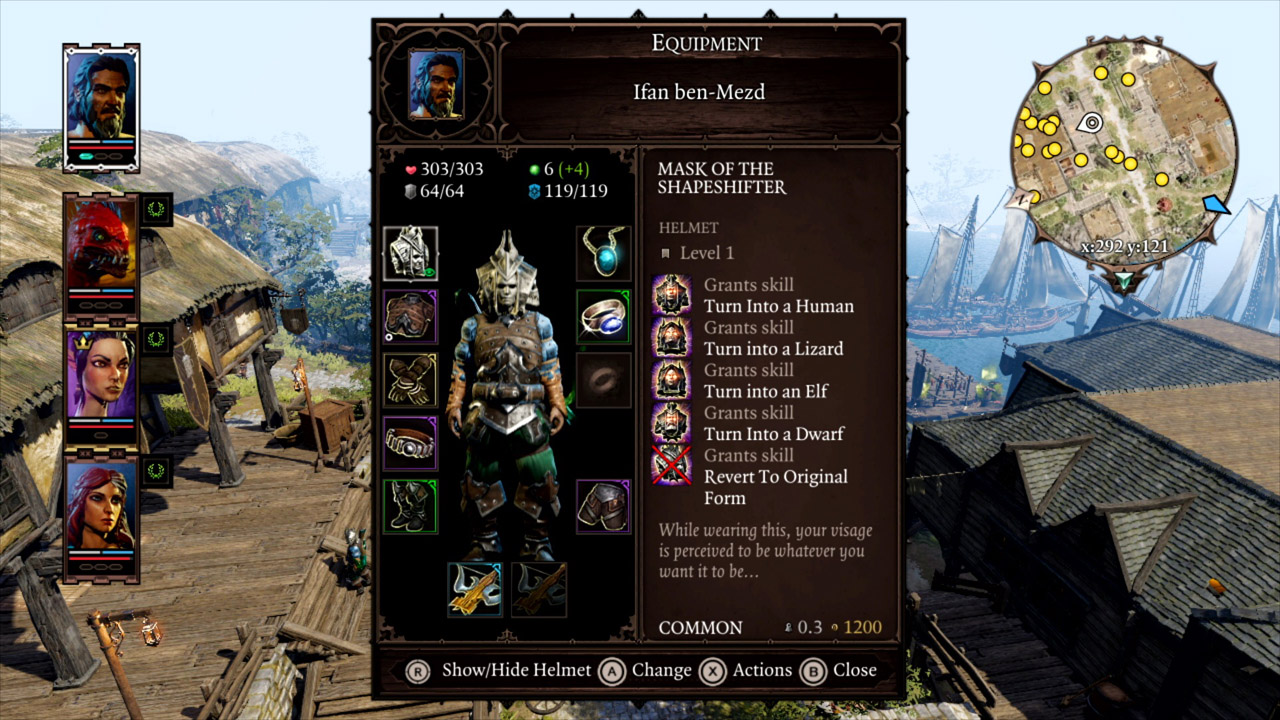 EQUIPMENT
Ifan ben-Mezd
303/303
6 (+4)
64/64
119/119
MASK OF THE
SHAPESHIFTER
HELMET
Level 1
Grants skill
Turn Into a Human
Grants skill
Turn into a Lizard
Grants skill
Turn into an Elf
Grants skill
Turn Into a Dwarf
Grants skill
Revert To Original
Form
While wearing this, your visage
is perceived to be whatever you
want it to be...
COMMON 0.3 1200
x:292 y:121
R Show/Hide Helmet A Change X Actions B Close